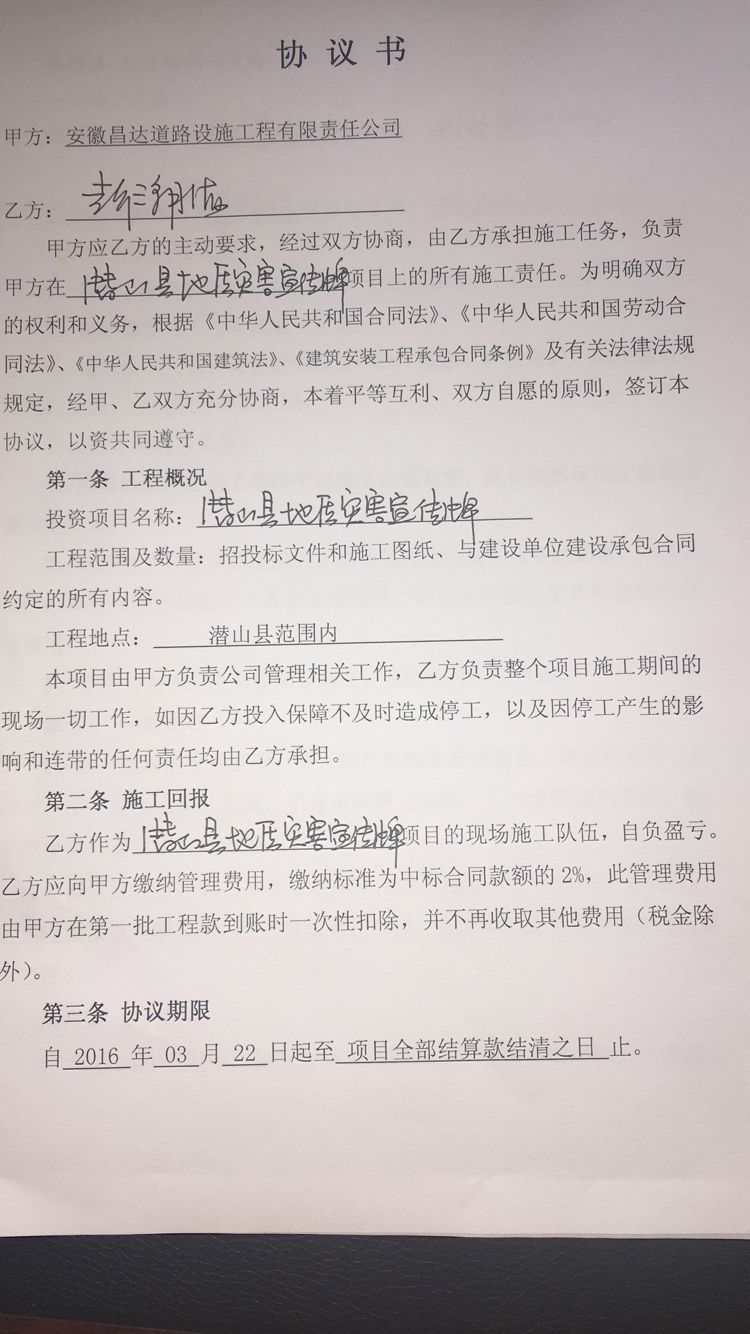 协议书
甲方：安徽昌达道路设施工程有限责任公司
乙方：
甲方应乙方的主动要求，经过双方协商，由乙方承担施工任务，负责
甲方在潜山县地质灾害宣传牌项目上的所有施工责任。为明确双方
的权利和义务，根据《中华人民共和国合同法》、《中华人民共和国劳动合
同法》、《中华人民共和国建筑法》、《建筑安装工程承包合同条例》及有关法律法规
规定，经甲、乙双方充分协商，本着平等互利、双方自愿的原则，签订本
协议，以资共同遵守。
第一条 工程概况
投资项目名称：潜山县地质灾害宣传牌
工程范围及数量：招投标文件和施工图纸、与建设单位建设承包合同
约定的所有内容。
工程地点：潜山县范围内
本项目由甲方负责公司管理相关工作，乙方负责整个项目施工期间的
现场一切工作，如因乙方投入保障不及时造成停工，以及因停工产生的影
响和连带的任何责任均由乙方承担。
第二条 施工回报
乙方作为潜山县地质灾害宣传牌项目的现场施工队伍，自负盈亏。
乙方应向甲方缴纳管理费用，缴纳标准为中标合同款额的 2%，此管理费用
由甲方在第一批工程款到账时一次性扣除，并不再收取其他费用（税金除
外）。
第三条 协议期限
自 2016 年 03 月 22 日起至 项目全部结算款结清之日 止。